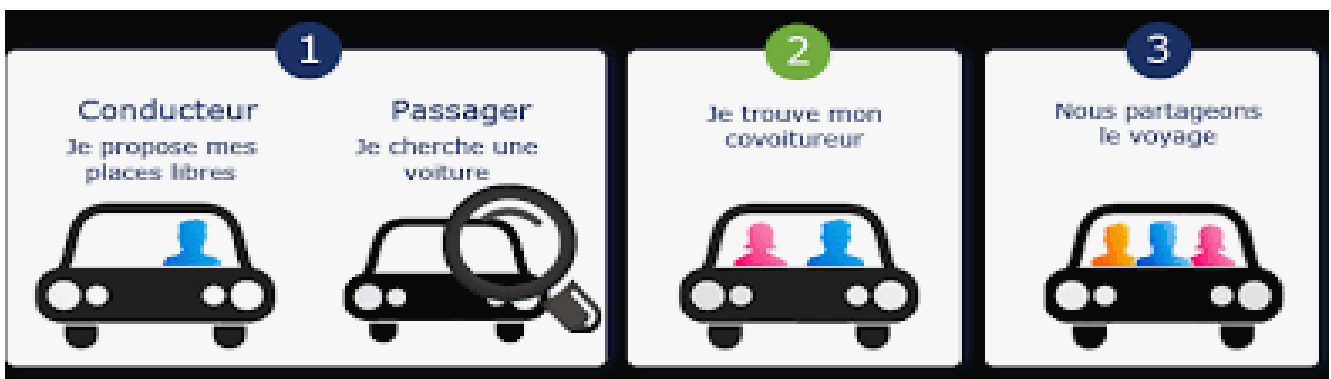 1
Conducteur
Je propose mes
places libres
Passager
Je cherche une
voiture
2
Je trouve mon
covoitureur
3
Nous partageons
le voyage